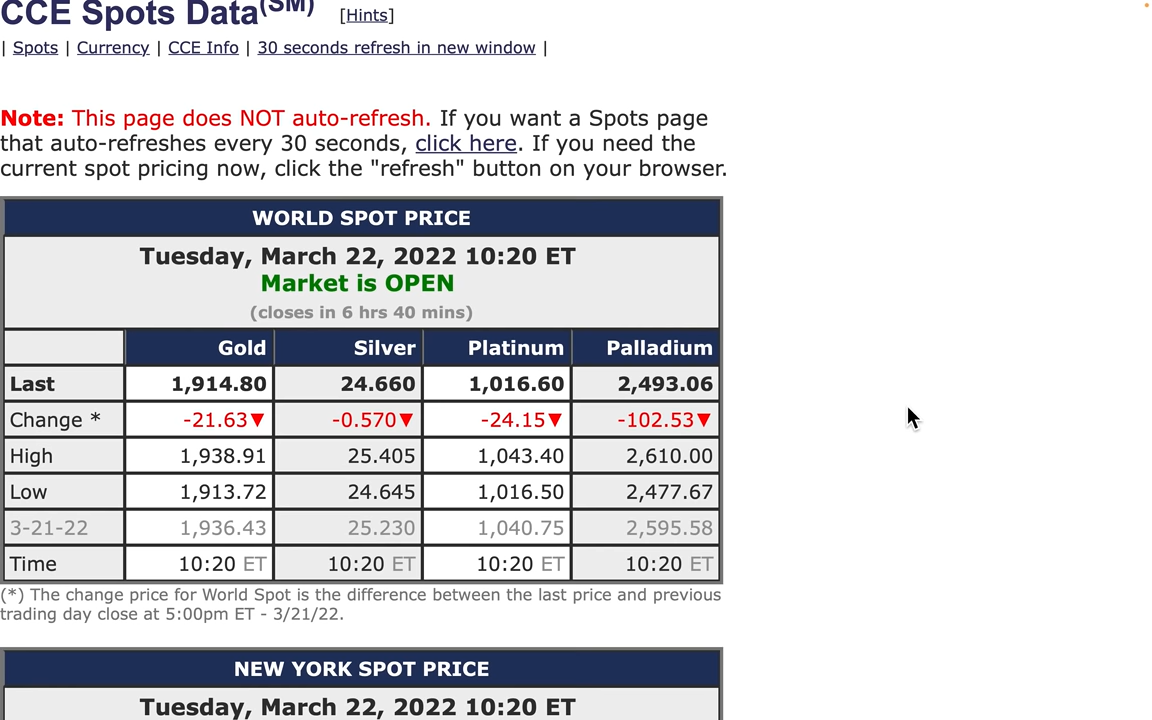 CCE Spots Data(SM) [Hints]
| Spots | Currency | CCE Info | 30 seconds refresh in new window |
Note: This page does NOT auto-refresh. If you want a Spots page
that auto-refreshes every 30 seconds, click here. If you need the
current spot pricing now, click the "refresh" button on your browser.
WORLD SPOT PRICE
Tuesday, March 22, 2022 10:20 ET
Market is OPEN
(closes in 6 hrs 40 mins)
Gold Silver Platinum Palladium
Last 1,914.80 24.660 1,016.60 2,493.06
Change * -21.63▼ -0.570▼ -24.15▼ -102.53▼
High 1,938.91 25.405 1,043.40 2,610.00
Low 1,913.72 24.645 1,016.50 2,477.67
3-21-22 1,936.43 25.230 1,040.75 2,595.58
Time 10:20 ET 10:20 ET 10:20 ET 10:20 ET
(*) The change price for World Spot is the difference between the last price and previous
trading day close at 5:00pm ET - 3/21/22.
NEW YORK SPOT PRICE
Tuesday, March 22, 2022 10:20 ET